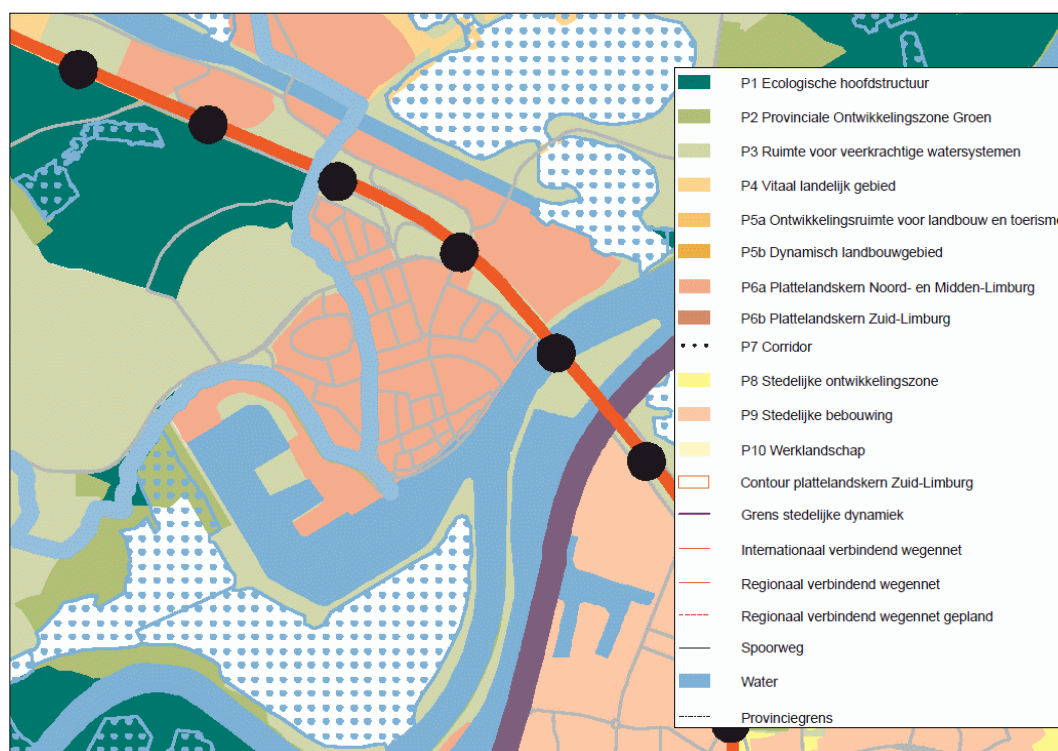 P1 Ecologische hoofdstructuur
P2 Provinciale Ontwikkelingszone Groen
P3 Ruimte voor veerkrachtige watersystemen
P4 Vitaal landelijk gebied
P5a Ontwikkelingsruimte voor landbouw en toerisme
P5b Dynamisch landbouwgebied
P6a Plattelandskern Noord- en Midden-Limburg
P6b Plattelandskern Zuid-Limburg
P7 Corridor
P8 Stedelijke ontwikkelingszone
P9 Stedelijke bebouwing
P10 Werklandschap
Contour plattelandskern Zuid-Limburg
Grens stedelijke dynamiek
Internationaal verbindend wegennet
Regionaal verbindend wegennet
Regionaal verbindend wegennet gepland
Spoorweg
Water
Provinciegrens